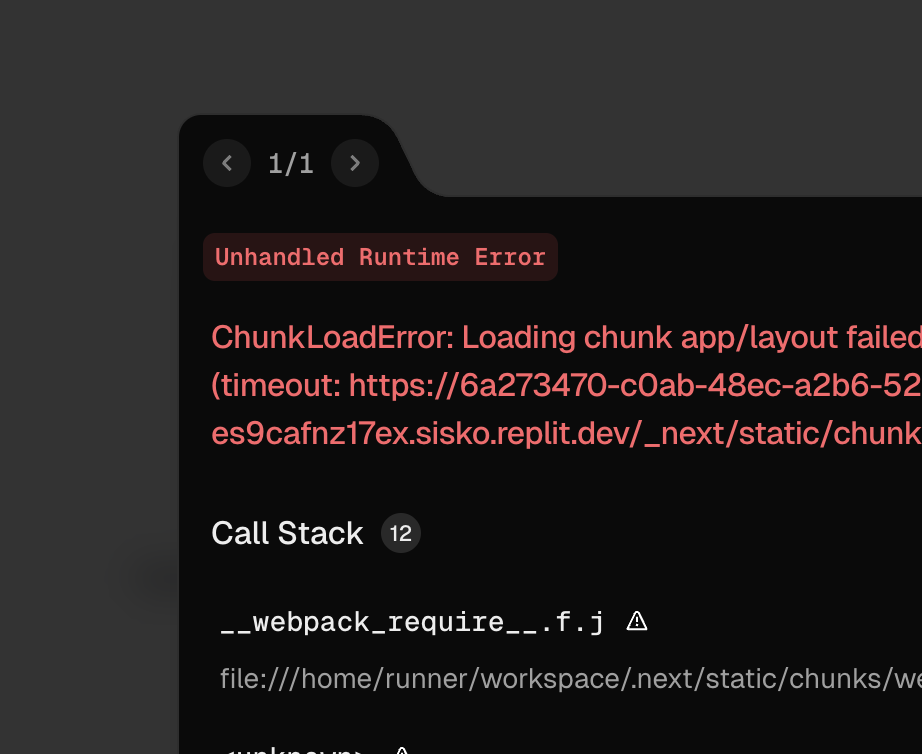 1/1
Unhandled Runtime Error
ChunkLoadError: Loading chunk app/layout failed
(timeout: https://6a273470-c0ab-48ec-a2b6-52
es9cafnz17ex.sisko.replit.dev/_next/static/chunk
Call Stack 12
__webpack_require__.f.j
file:///home/runner/workspace/.next/static/chunks/we
<unknown>